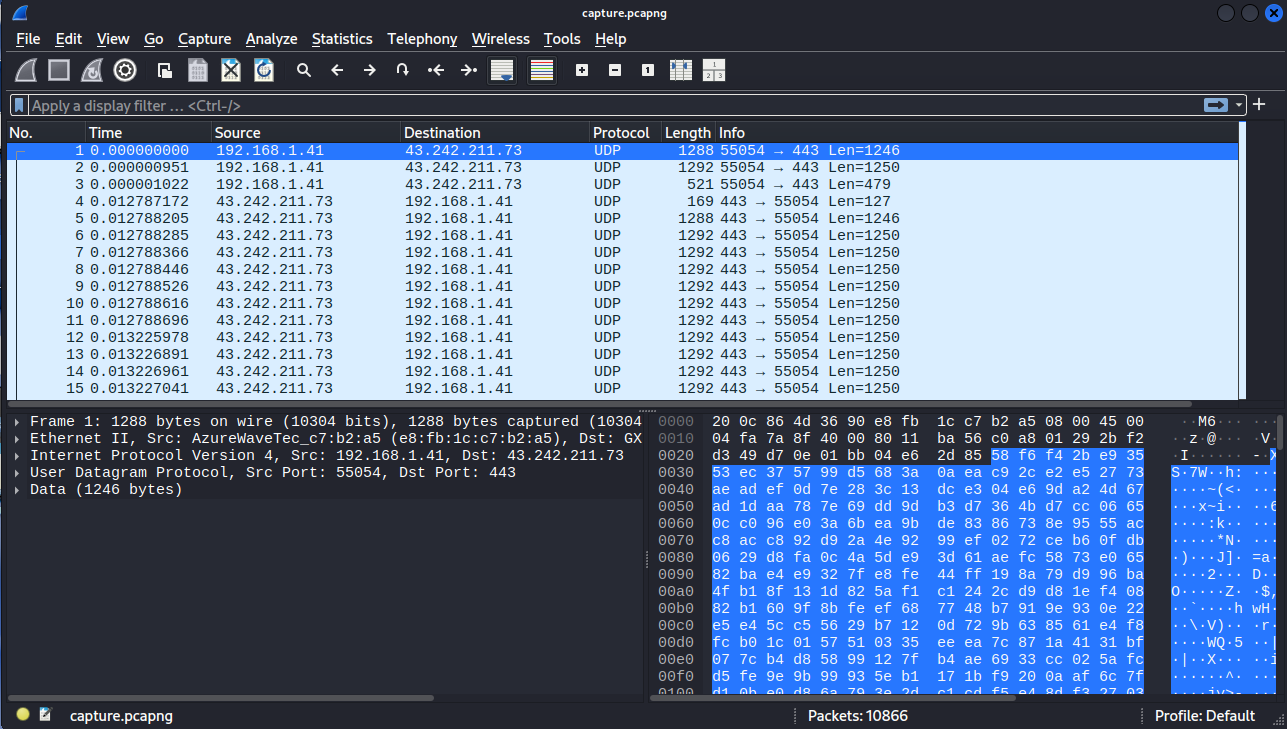 capture.pcapng
File Edit View Go Capture Analyze Statistics Telephony Wireless Tools Help
Apply a display filter … <Ctrl-/>
No. Time Source Destination Protocol Length Info
1 0.000000000 192.168.1.41 43.242.211.73 UDP 1288 55054 → 443 Len=1246
2 0.000000951 192.168.1.41 43.242.211.73 UDP 1292 55054 → 443 Len=1250
3 0.000001022 192.168.1.41 43.242.211.73 UDP 521 55054 → 443 Len=479
4 0.012787172 43.242.211.73 192.168.1.41 UDP 169 443 → 55054 Len=127
5 0.012788205 43.242.211.73 192.168.1.41 UDP 1288 443 → 55054 Len=1246
6 0.012788285 43.242.211.73 192.168.1.41 UDP 1292 443 → 55054 Len=1250
7 0.012788366 43.242.211.73 192.168.1.41 UDP 1292 443 → 55054 Len=1250
8 0.012788446 43.242.211.73 192.168.1.41 UDP 1292 443 → 55054 Len=1250
9 0.012788526 43.242.211.73 192.168.1.41 UDP 1292 443 → 55054 Len=1250
10 0.012788616 43.242.211.73 192.168.1.41 UDP 1292 443 → 55054 Len=1250
11 0.012788696 43.242.211.73 192.168.1.41 UDP 1292 443 → 55054 Len=1250
12 0.013225978 43.242.211.73 192.168.1.41 UDP 1292 443 → 55054 Len=1250
13 0.013226891 43.242.211.73 192.168.1.41 UDP 1292 443 → 55054 Len=1250
14 0.013226961 43.242.211.73 192.168.1.41 UDP 1292 443 → 55054 Len=1250
15 0.013227041 43.242.211.73 192.168.1.41 UDP 1292 443 → 55054 Len=1250
Frame 1: 1288 bytes on wire (10304 bits), 1288 bytes captured (10304
Ethernet II, Src: AzureWaveTec_c7:b2:a5 (e8:fb:1c:c7:b2:a5), Dst: GX
Internet Protocol Version 4, Src: 192.168.1.41, Dst: 43.242.211.73
User Datagram Protocol, Src Port: 55054, Dst Port: 443
Data (1246 bytes)
0000 20 0c 86 4d 36 90 e8 fb 1c c7 b2 a5 08 00 45 00 ··M6··· ···
0010 04 fa 7a 8f 40 00 80 11 ba 56 c0 a8 01 29 2b f2 ··z·@··· ·V·
0020 d3 49 d7 0e 01 bb 04 e6 2d 85 58 f6 f4 2b e9 35 ·I······ -·X
0030 53 ec 37 57 99 d5 68 3a 0a ea c9 2c e2 e5 27 73 S·7W··h: ···
0040 ae ad ef 0d 7e 28 3c 13 dc e3 04 e6 9d a2 4d 67 ····~(<· ···
0050 ad 1d aa 78 7e 69 dd 9d b3 d7 36 4b d7 cc 06 65 ···x~i·· ··6
0060 0c c0 96 e0 3a 6b ea 9b de 83 86 73 8e 95 55 ac ····:k·· ···
0070 c8 ac c8 92 d9 2a 4e 92 99 ef 02 72 ce b6 0f db ·····*N· ···
0080 06 29 d8 fa 0c 4a 5d e9 3d 61 ae fc 58 73 e0 65 ·)···J]· =a·
0090 82 ba e4 e9 32 7f e8 fe 44 ff 19 8a 79 d9 96 ba ····2··· D··
00a0 4f b1 8f 13 1d 82 5a f1 c1 24 2c d9 d8 1e f4 08 O·····Z· ·$,
00b0 82 b1 60 9f 8b fe ef 68 77 48 b7 91 9e 93 0e 22 ··`····h wH·
00c0 e5 e4 5c c5 56 29 b7 12 0d 72 9b 63 85 61 e4 f8 ··\·V)·· ·r·
00d0 fc b0 1c 01 57 51 03 35 ee ea 7c 87 1a 41 31 bf ····WQ·5 ··|
00e0 07 7c b4 d8 58 99 12 7f b4 ae 69 33 cc 02 5a fc ·|··X··· ··i
00f0 d5 fe 9e 9b 99 93 5e b1 17 1b f9 20 0a af 6c 7f ······^· ···
0100 d1 0b e0 d8 6a 79 3e 2d c1 cd f5 e4 8d f3 27 03 ····jy>- ···
capture.pcapng Packets: 10866 Profile: Default